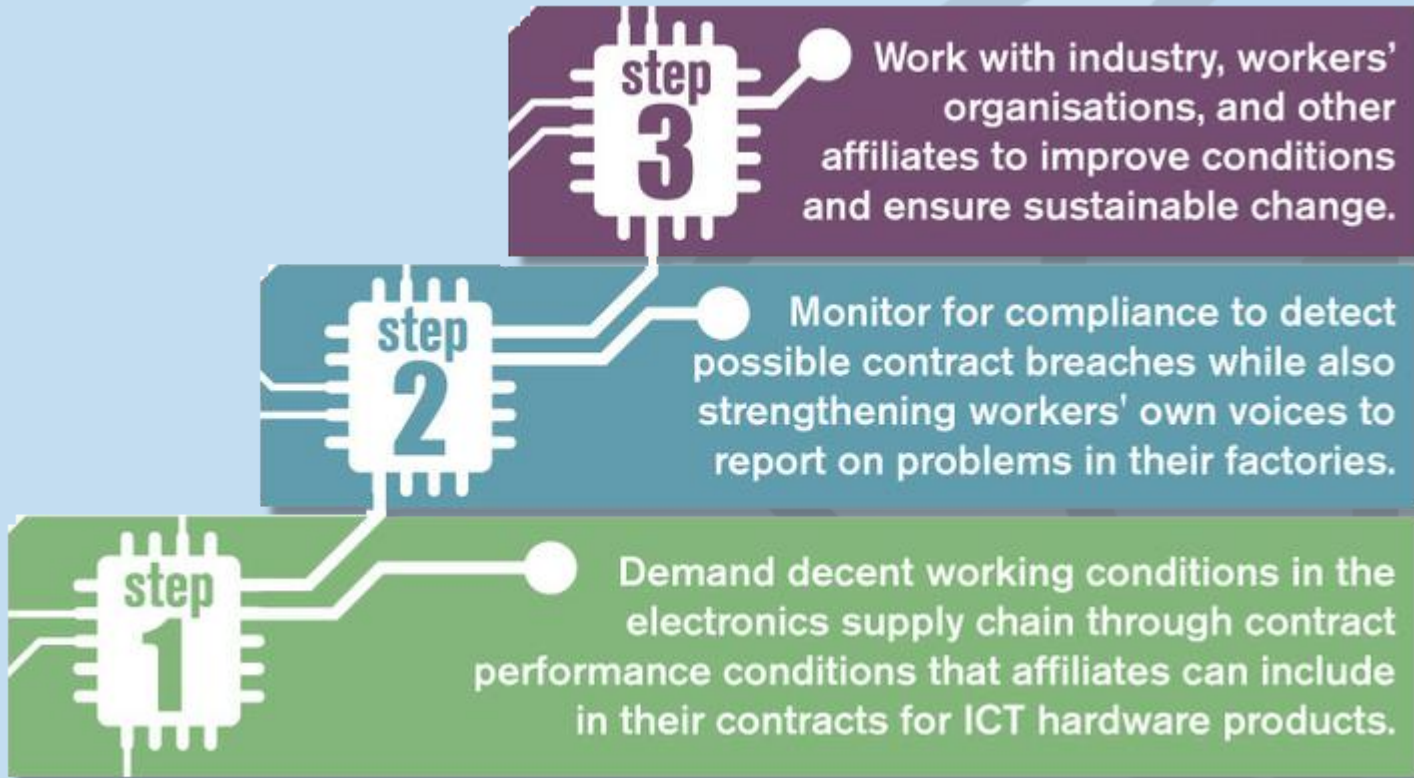 step
3
Work with industry, workers’
organisations, and other
affiliates to improve conditions
and ensure sustainable change.
step
2
Monitor for compliance to detect
possible contract breaches while also
strengthening workers' own voices to
report on problems in their factories.
step
1
Demand decent working conditions in the
electronics supply chain through contract
performance conditions that affiliates can include
in their contracts for ICT hardware products.